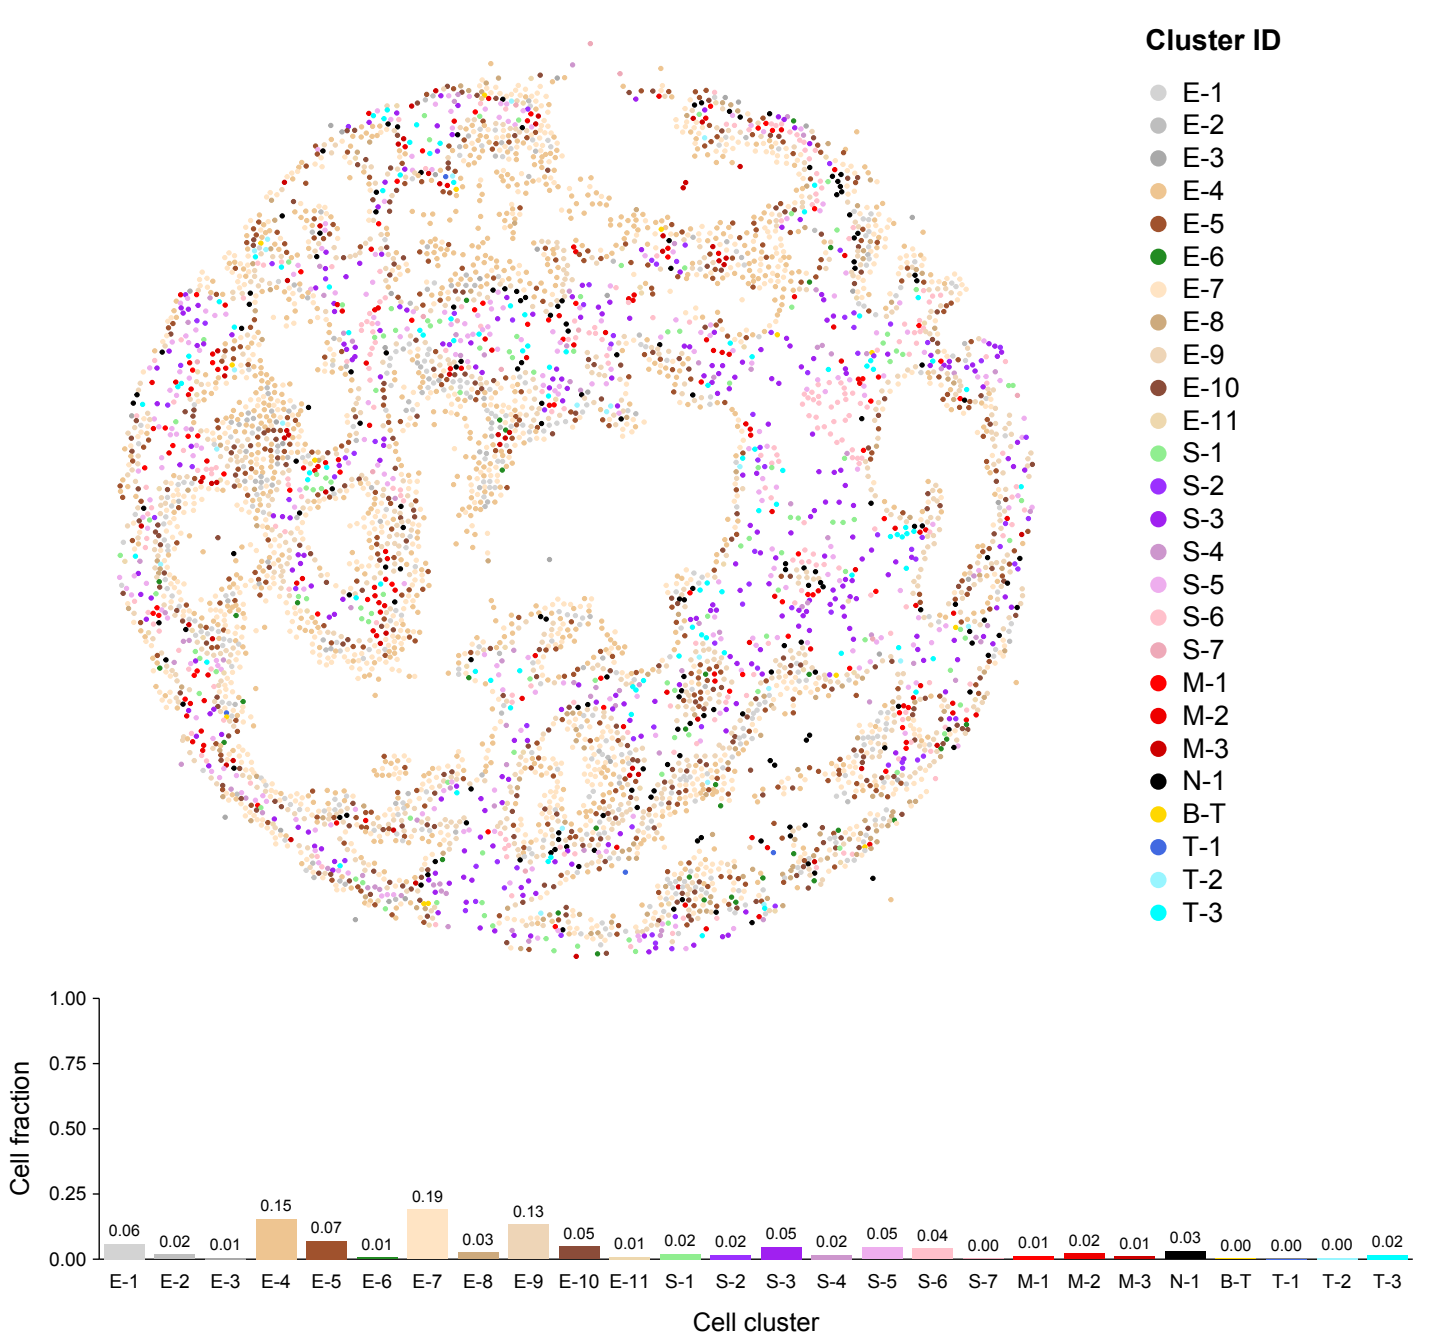 Cluster ID
E-1
E-2
E-3
E-4
E-5
E-6
E-7
E-8
E-9
E-10
E-11
S-1
S-2
S-3
S-4
S-5
S-6
S-7
M-1
M-2
M-3
N-1
B-T
T-1
T-2
T-3
1.00
0.75
0.50
0.25
0.00
Cell fraction
0.06 0.02 0.01 0.15 0.07 0.01 0.19 0.03 0.13 0.05 0.01 0.02 0.02 0.05 0.02 0.05 0.04 0.00 0.01 0.02 0.01 0.03 0.00 0.00 0.00 0.02
E-1 E-2 E-3 E-4 E-5 E-6 E-7 E-8 E-9 E-10 E-11 S-1 S-2 S-3 S-4 S-5 S-6 S-7 M-1 M-2 M-3 N-1 B-T T-1 T-2 T-3
Cell cluster